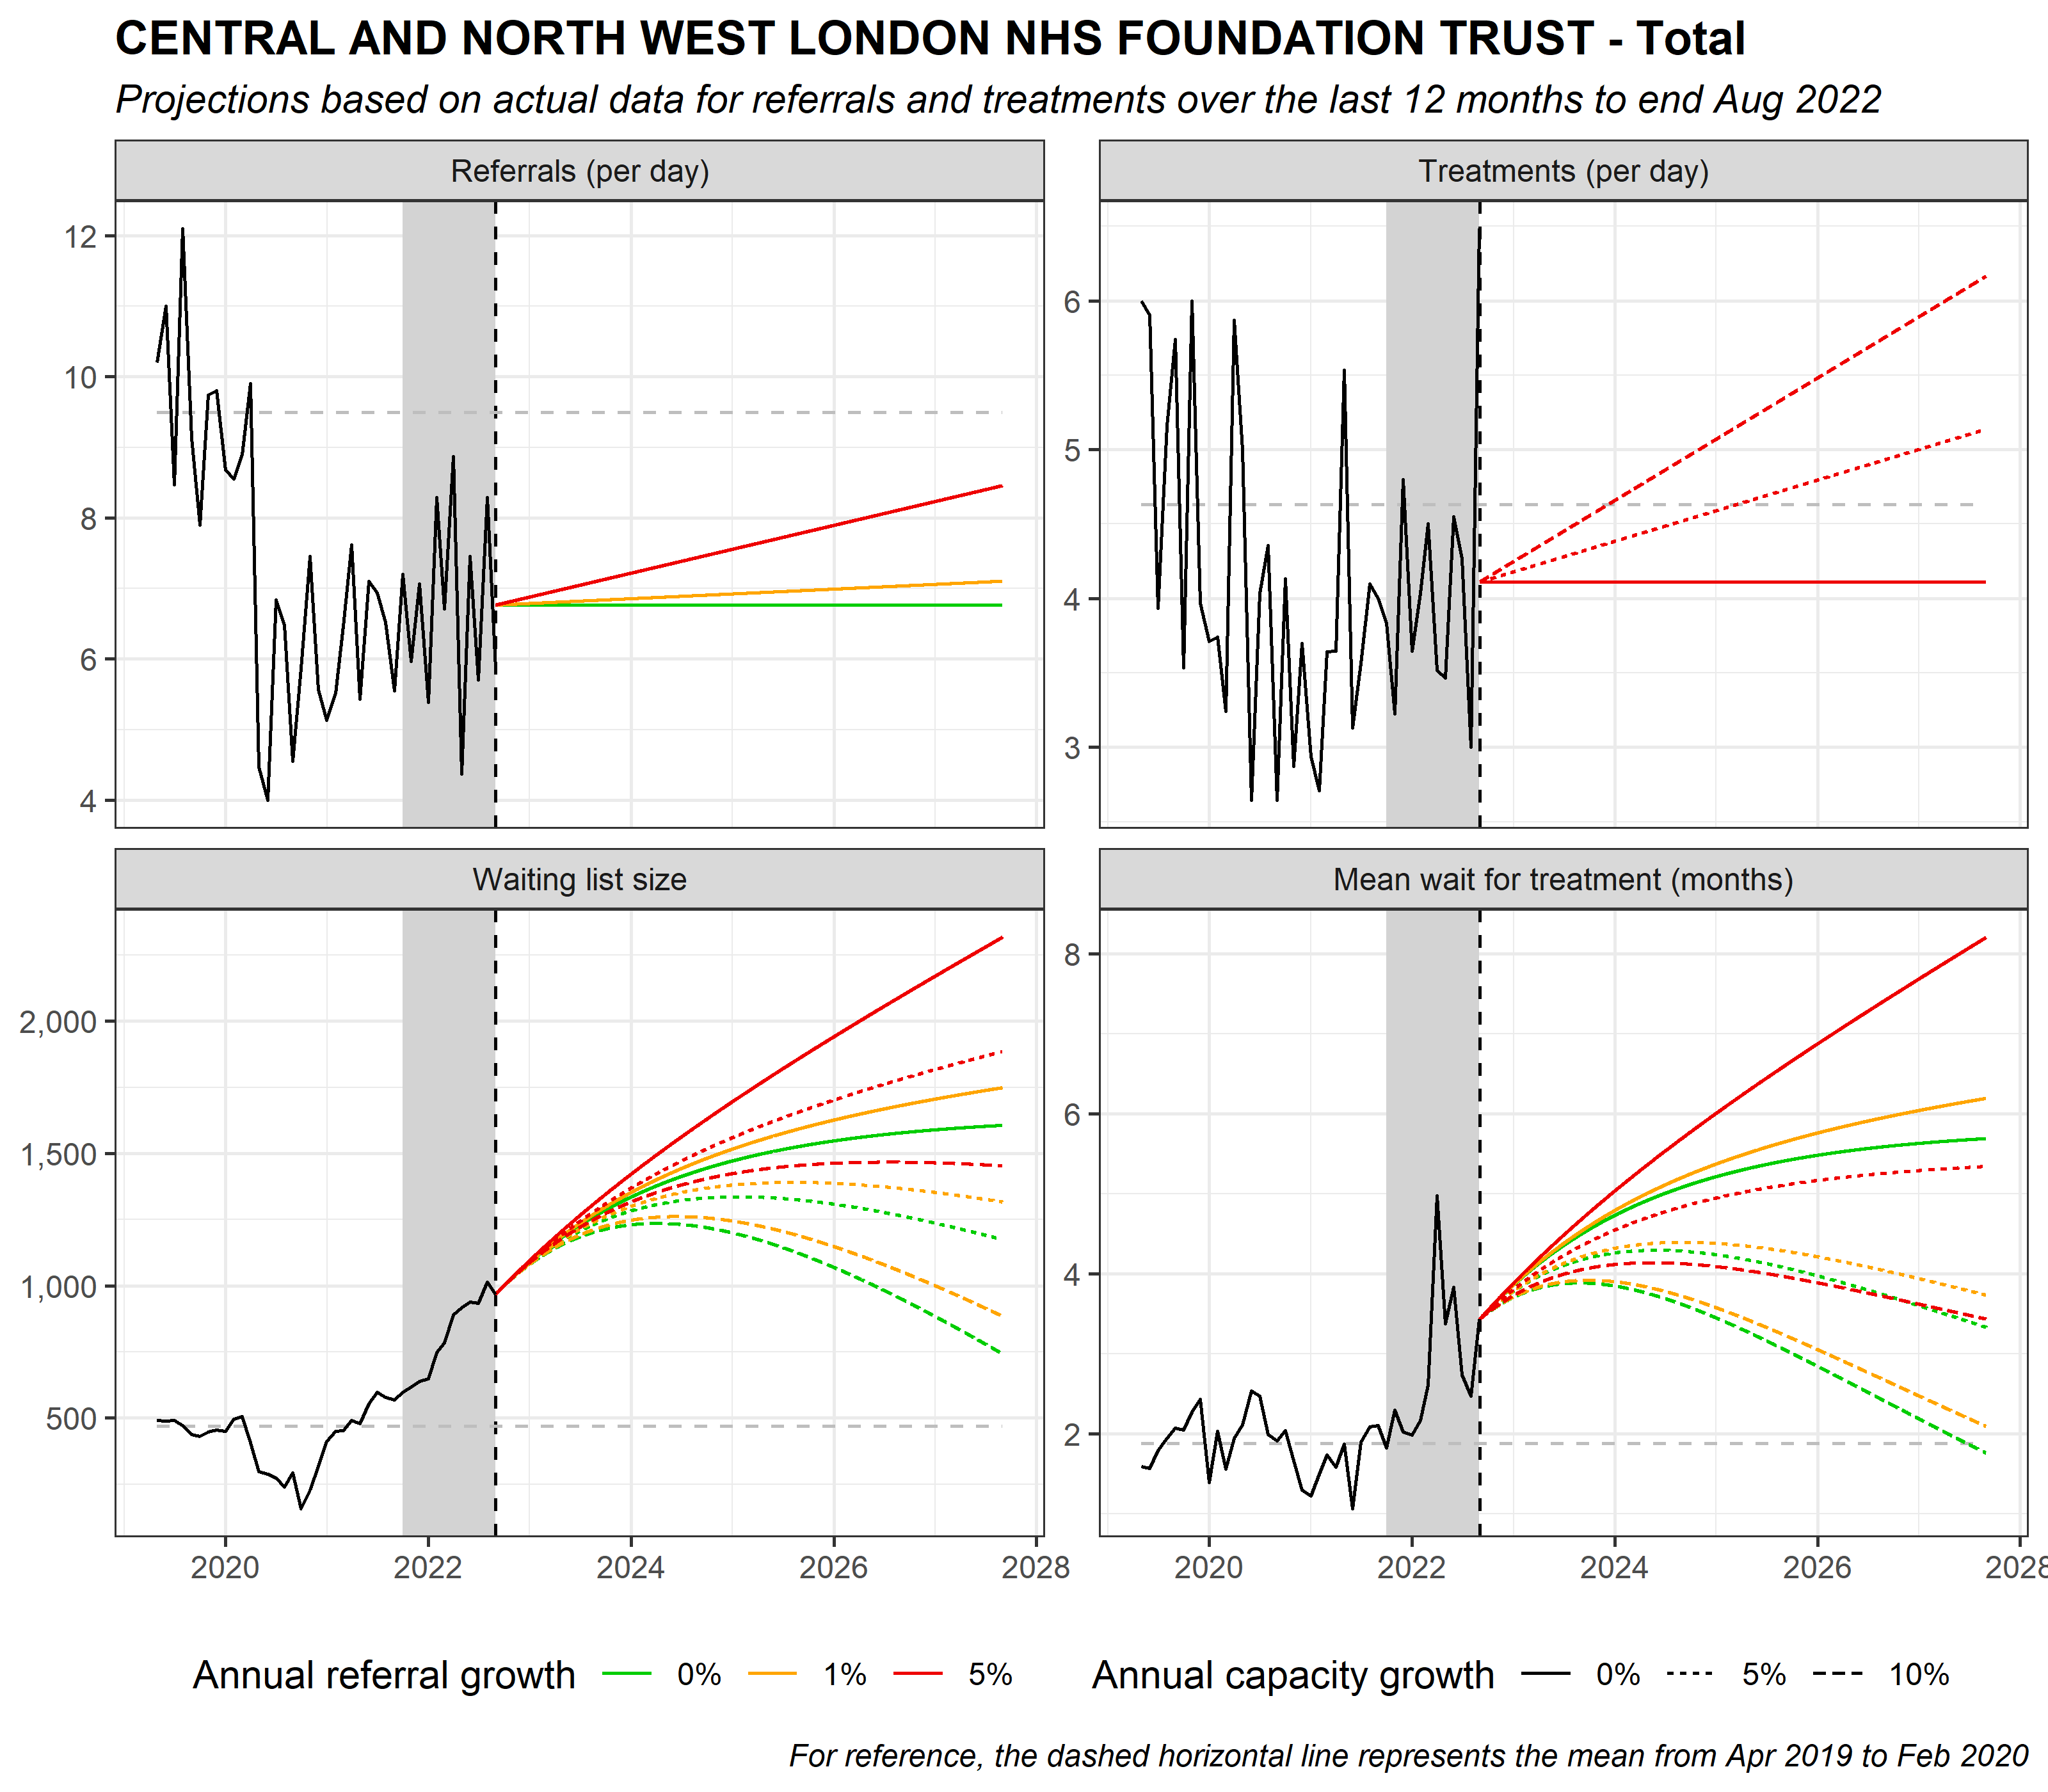 CENTRAL AND NORTH WEST LONDON NHS FOUNDATION TRUST - Total
Projections based on actual data for referrals and treatments over the last 12 months to end Aug 2022
Referrals (per day)
12
10
8
6
4
Treatments (per day)
6
5
4
3
Waiting list size
2,000
1,500
1,000
500
2020 2022 2024 2026 2028
Mean wait for treatment (months)
8
6
4
2
2020 2022 2024 2026 2028
Annual referral growth 0% 1% 5%
Annual capacity growth 0% 5% 10%
For reference, the dashed horizontal line represents the mean from Apr 2019 to Feb 2020